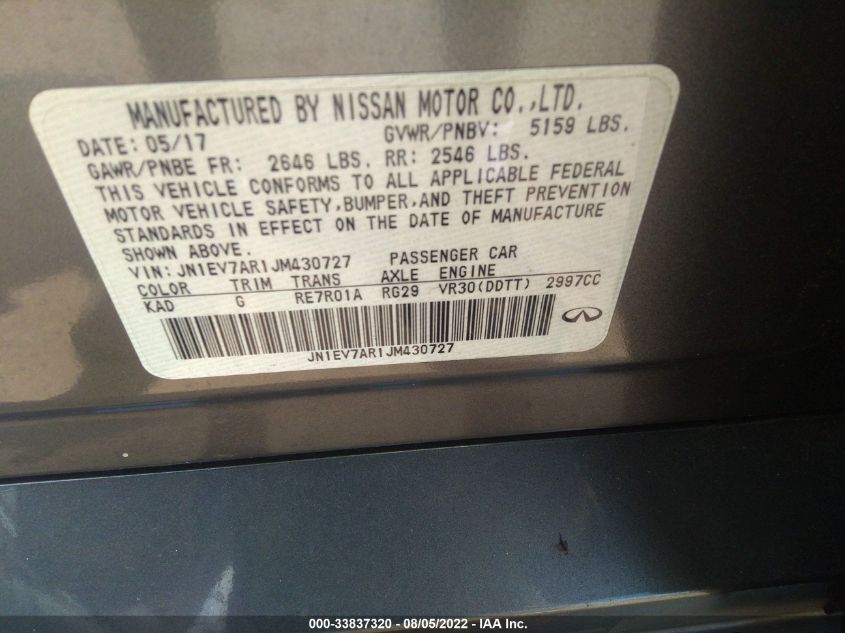 MANUFACTURED BY NISSAN MOTOR CO.,LTD.
DATE: 05/17 GVWR/PNBV: 5159 LBS.
GAWR/PNBE FR: 2646 LBS. RR: 2546 LBS.
THIS VEHICLE CONFORMS TO ALL APPLICABLE FEDERAL
MOTOR VEHICLE SAFETY,BUMPER,AND THEFT PREVENTION
STANDARDS IN EFFECT ON THE DATE OF MANUFACTURE
SHOWN ABOVE.
VIN: JN1EV7AR1JM430727 PASSENGER CAR
COLOR TRIM TRANS AXLE ENGINE
KAD G RE7R01A RG29 VR30(DDTT) 2997CC
JN1EV7AR1JM430727
000-33837320 - 08/05/2022 - IAA Inc.